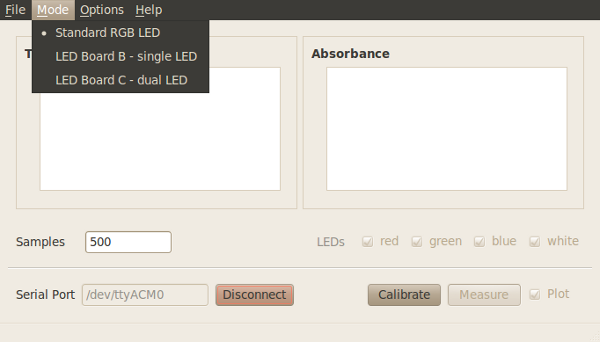 File Mode Options Help
Standard RGB LED
LED Board B - single LED
LED Board C - dual LED
T
Absorbance
Samples 500 LEDs red green blue white
Serial Port /dev/ttyACM0 Disconnect Calibrate Measure Plot